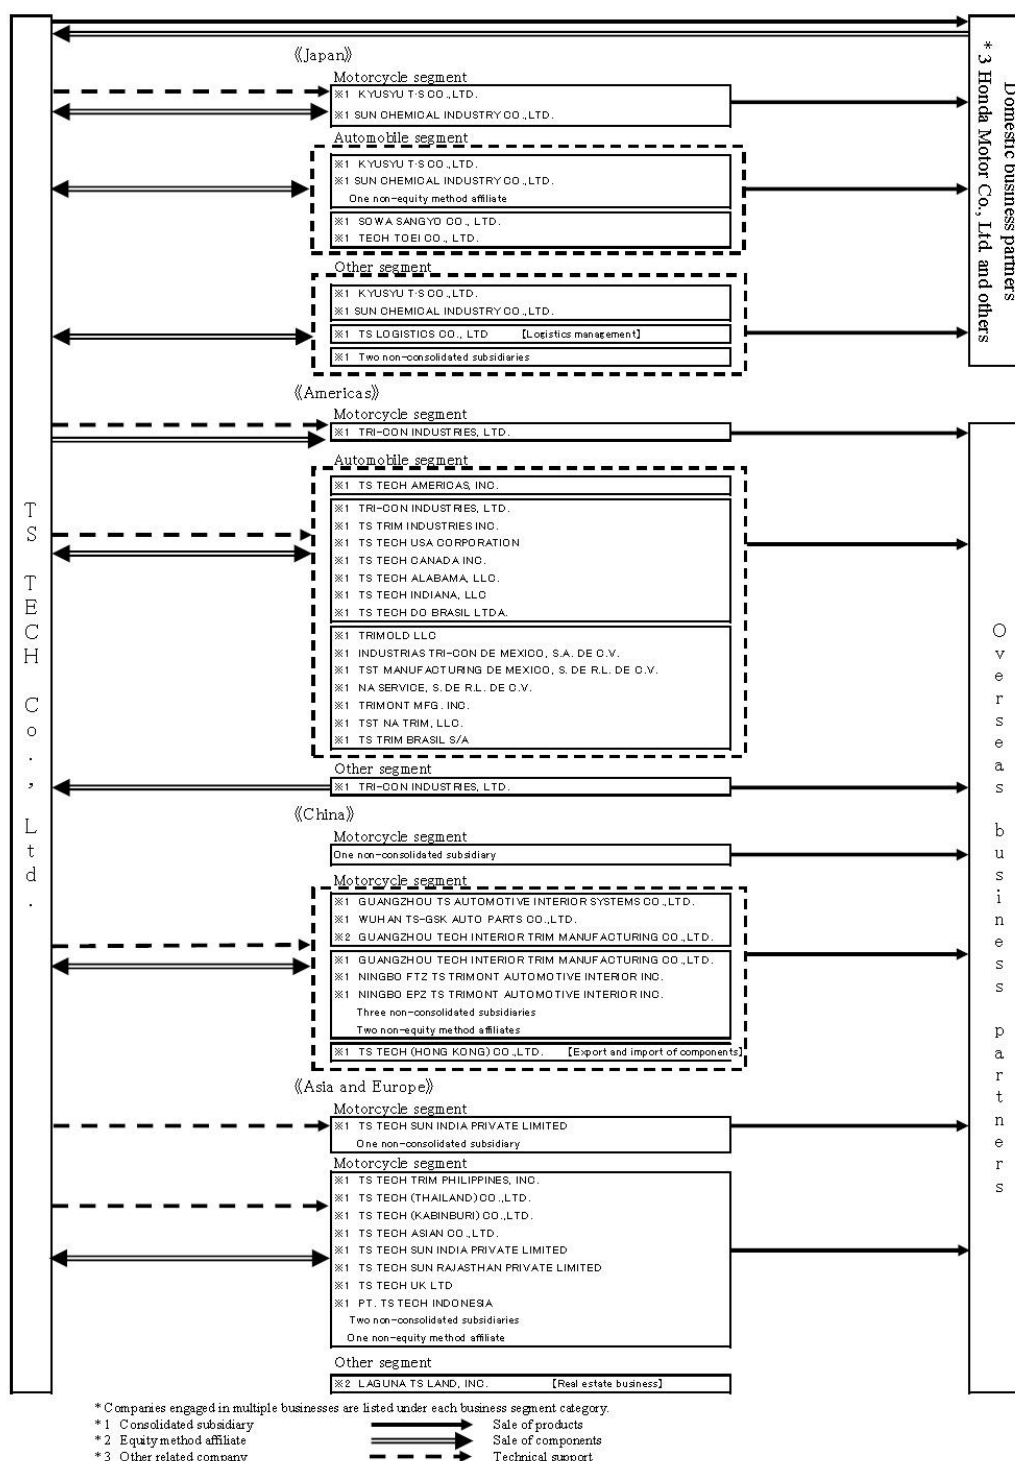 《Japan》
Motorcycle segment
※1 KYUSYU T·S CO.,LTD.
※1 SUN CHEMICAL INDUSTRY CO.,LTD.
Automobile segment
※1 KYUSYU T·S CO.,LTD.
※1 SUN CHEMICAL INDUSTRY CO.,LTD.
One non-equity method affiliate
※1 SOWA SANGYO CO., LTD.
※1 TECH TOEI CO., LTD.
Other segment
※1 KYUSYU T·S CO.,LTD.
※1 SUN CHEMICAL INDUSTRY CO.,LTD.
※1 TS LOGISTICS CO., LTD 【Logistics management】
※1 Two non-consolidated subsidiaries
Domestic business partners
* 3 Honda Motor Co., Ltd. and others
《Americas》
Motorcycle segment
※1 TRI-CON INDUSTRIES, LTD.
Automobile segment
※1 TS TECH AMERICAS, INC.
※1 TRI-CON INDUSTRIES, LTD.
※1 TS TRIM INDUSTRIES INC.
※1 TS TECH USA CORPORATION
※1 TS TECH CANADA INC.
※1 TS TECH ALABAMA, LLC.
※1 TS TECH INDIANA, LLC
※1 TS TECH DO BRASIL LTDA.
※1 TRIMOLD LLC
※1 INDUSTRIAS TRI-CON DE MEXICO, S.A. DE C.V.
※1 TST MANUFACTURING DE MEXICO, S. DE R.L. DE C.V.
※1 NA SERVICE, S. DE R.L. DE C.V.
※1 TRIMONT MFG. INC.
※1 TST NA TRIM, LLC.
※1 TS TRIM BRASIL S/A
Other segment
※1 TRI-CON INDUSTRIES, LTD.
TS TECH Co., Ltd.
Overseas business partners
《China》
Motorcycle segment
One non-consolidated subsidiary
Motorcycle segment
※1 GUANGZHOU TS AUTOMOTIVE INTERIOR SYSTEMS CO.,LTD.
※1 WUHAN TS-GSK AUTO PARTS CO.,LTD.
※2 GUANGZHOU TECH INTERIOR TRIM MANUFACTURING CO.,LTD.
※1 GUANGZHOU TECH INTERIOR TRIM MANUFACTURING CO.,LTD.
※1 NINGBO FTZ TS TRIMONT AUTOMOTIVE INTERIOR INC.
※1 NINGBO EPZ TS TRIMONT AUTOMOTIVE INTERIOR INC.
Three non-consolidated subsidiaries
Two non-equity method affiliates
※1 TS TECH (HONG KONG) CO.,LTD. 【Export and import of components】
《Asia and Europe》
Motorcycle segment
※1 TS TECH SUN INDIA PRIVATE LIMITED
One non-consolidated subsidiary
Motorcycle segment
※1 TS TECH TRIM PHILIPPINES, INC.
※1 TS TECH (THAILAND) CO.,LTD.
※1 TS TECH (KABINBURI) CO.,LTD.
※1 TS TECH ASIAN CO.,LTD.
※1 TS TECH SUN INDIA PRIVATE LIMITED
※1 TS TECH SUN RAJASTHAN PRIVATE LIMITED
※1 TS TECH UK LTD
※1 PT. TS TECH INDONESIA
Two non-consolidated subsidiaries
One non-equity method affiliate
Other segment
※2 LAGUNA TS LAND, INC. 【Real estate business】
* Companies engaged in multiple businesses are listed under each business segment category.
* 1 Consolidated subsidiary Sale of products
* 2 Equity method affiliate Sale of components
* 3 Other related company Technical support